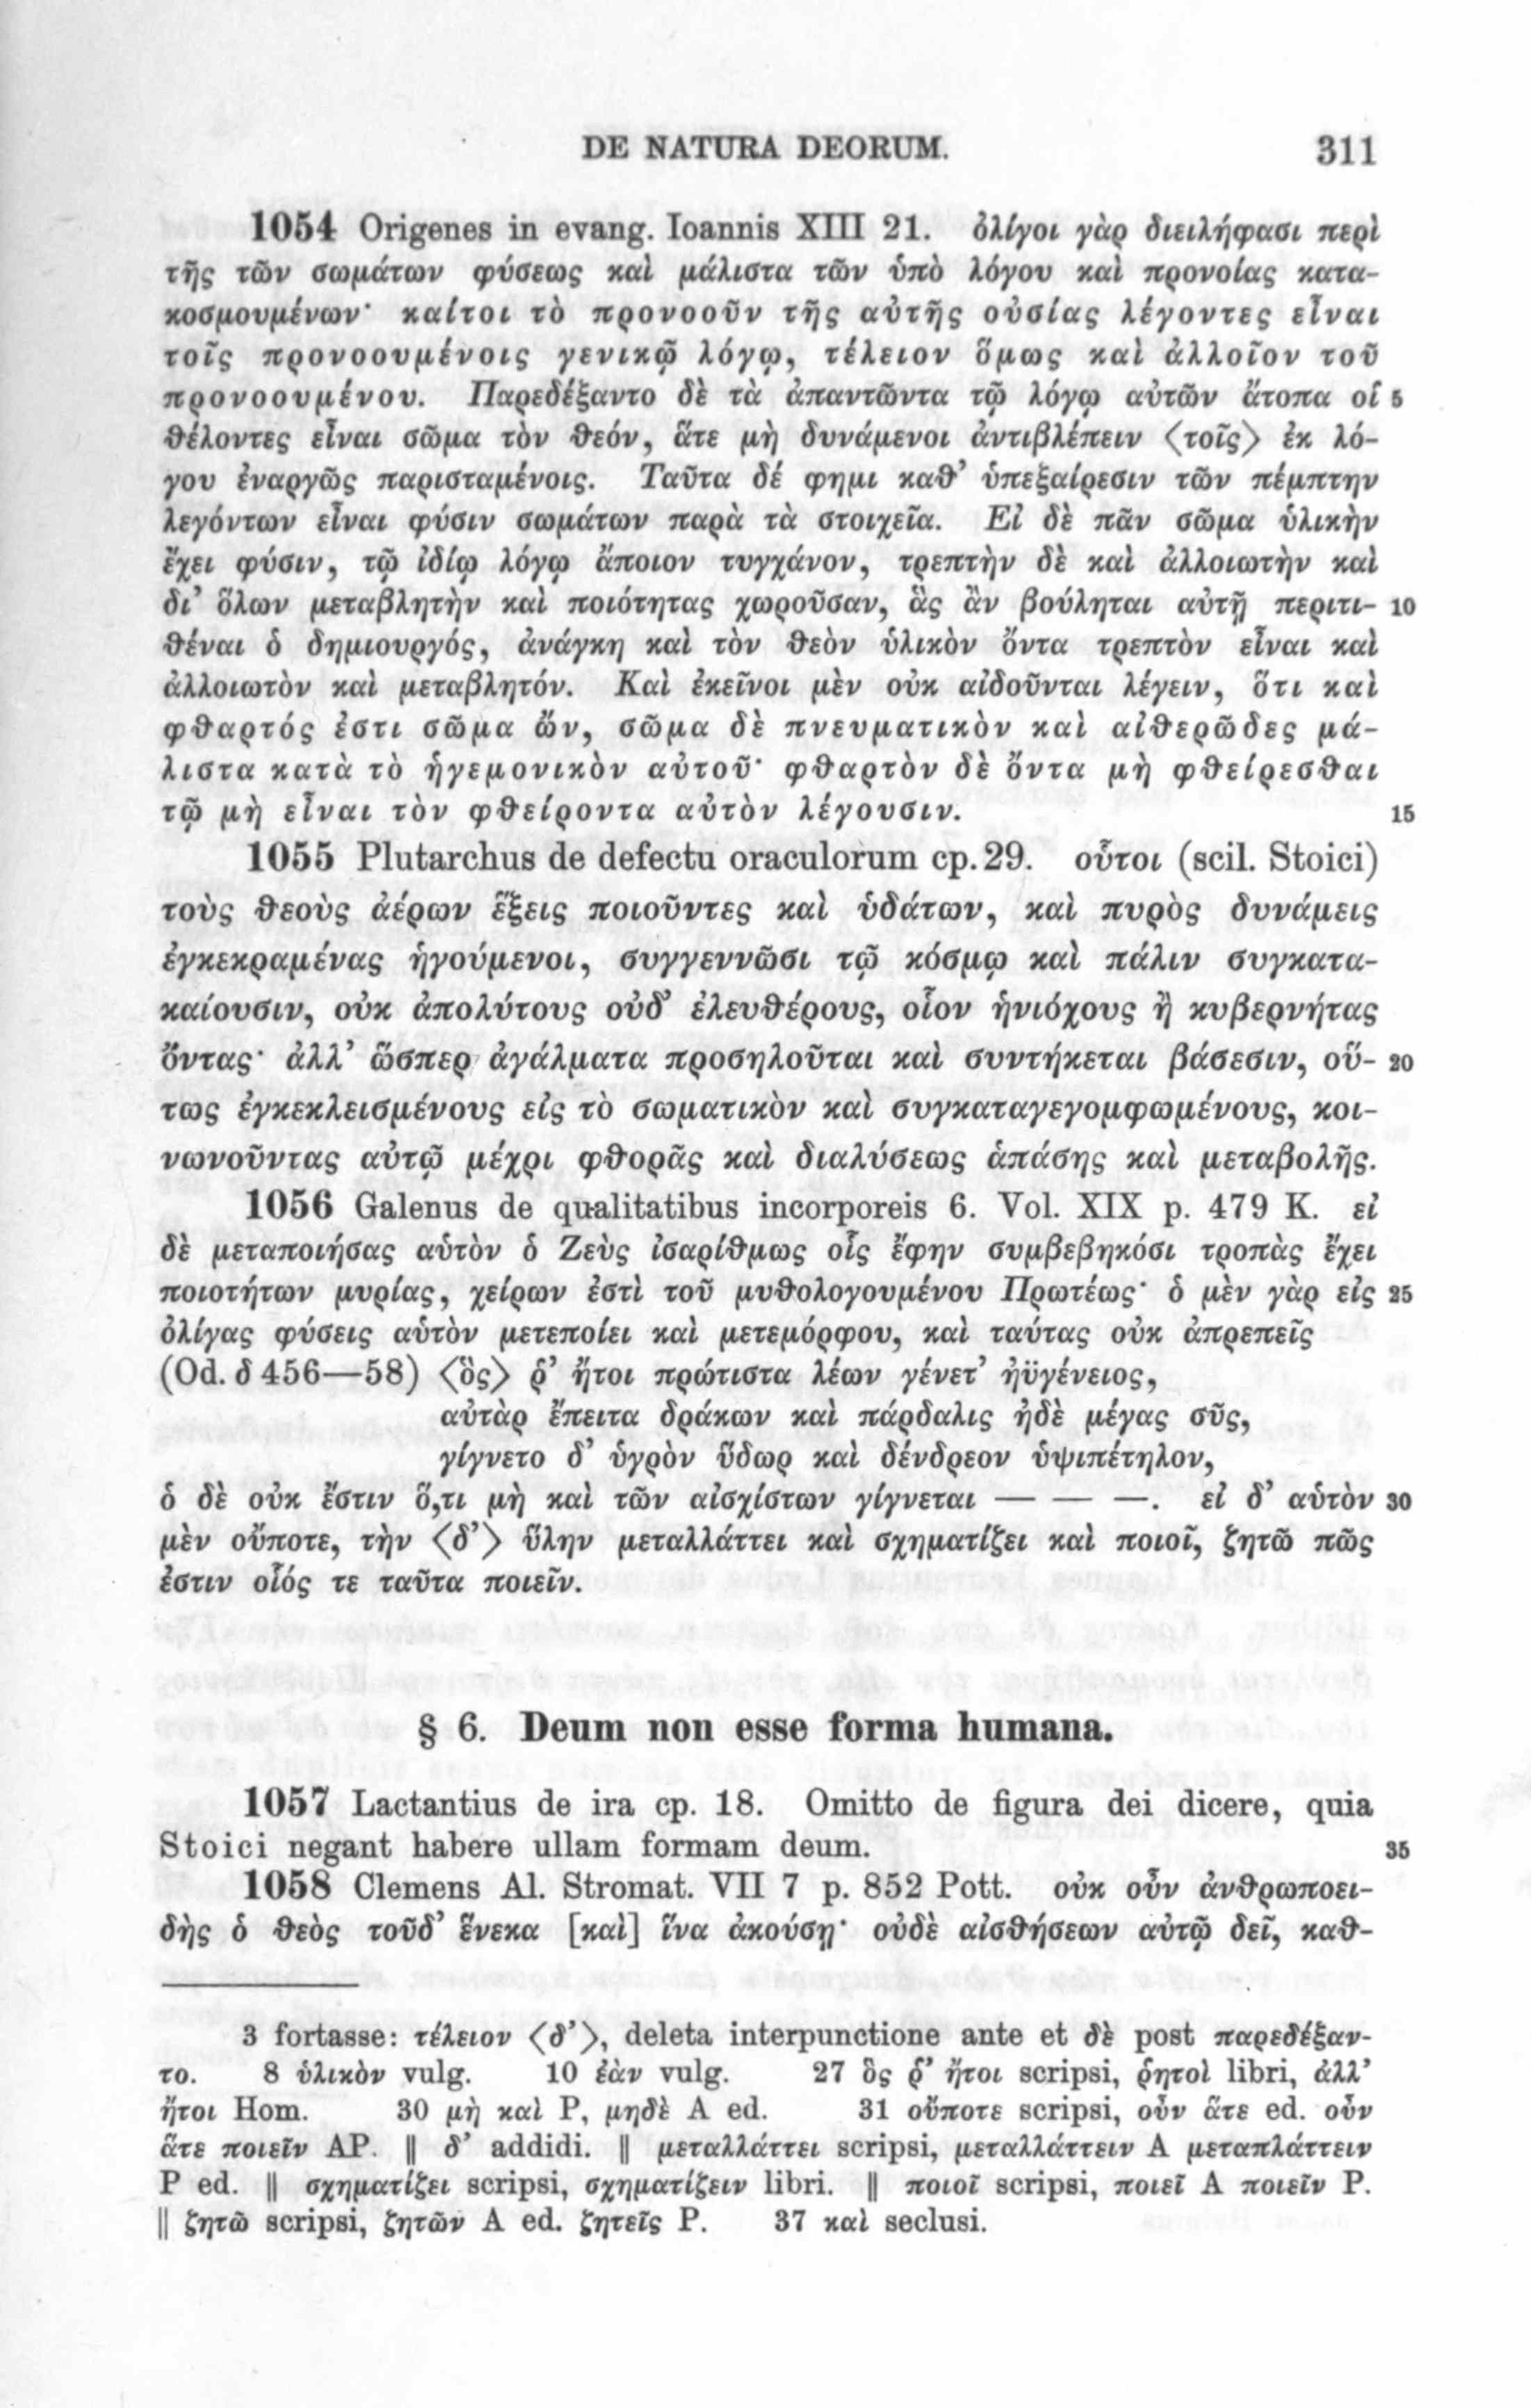 DE NATURA DEORUM. 311
1054 Origenes in evang. Ioannis XIII 21. ὀλίγοι γὰρ διειλήφασι περὶ
τῆς τῶν σωμάτων φύσεως καὶ μάλιστα τῶν ὑπὸ λόγου καὶ προνοίας κατα-
κοσμουμένων· καίτοι τὸ προνοοῦν τῆς αὐτῆς οὐσίας λέγοντες εἶναι
τοῖς προνοουμένοις γενικῷ λόγῳ, τέλειον ὅμως καὶ ἀλλοῖον τοῦ
προνοουμένου. Παρεδέξαντο δὲ τὰ ἀπαντῶντα τῷ λόγῳ αὐτῶν ἄτοπα οἱ 5
θέλοντες εἶναι σῶμα τὸν θεόν, ἅτε μὴ δυνάμενοι ἀντιβλέπειν ⟨τοῖς⟩ ἐκ λό-
γου ἐναργῶς παρισταμένοις. Ταῦτα δέ φημι καθ’ ὑπεξαίρεσιν τῶν πέμπτην
λεγόντων εἶναι φύσιν σωμάτων παρὰ τὰ στοιχεῖα. Εἰ δὲ πᾶν σῶμα ὑλικὴν
ἔχει φύσιν, τῷ ἰδίῳ λόγῳ ἄποιον τυγχάνον, τρεπτὴν δὲ καὶ ἀλλοιωτὴν καὶ
δι’ ὅλων μεταβλητὴν καὶ ποιότητας χωροῦσαν, ἃς ἂν βούληται αὐτῇ περιτι- 10
θέναι ὁ δημιουργός, ἀνάγκη καὶ τὸν θεὸν ὑλικὸν ὄντα τρεπτὸν εἶναι καὶ
ἀλλοιωτὸν καὶ μεταβλητόν. Καὶ ἐκεῖνοι μὲν οὐκ αἰδοῦνται λέγειν, ὅτι καὶ
φθαρτός ἐστι σῶμα ὤν, σῶμα δὲ πνευματικὸν καὶ αἰθερῶδες μά-
λιστα κατὰ τὸ ἡγεμονικὸν αὐτοῦ· φθαρτὸν δὲ ὄντα μὴ φθείρεσθαι
τῷ μὴ εἶναι τὸν φθείροντα αὐτὸν λέγουσιν. 15
1055 Plutarchus de defectu oraculorum cp. 29. οὗτοι (scil. Stoici)
τοὺς θεοὺς ἀέρων ἕξεις ποιοῦντες καὶ ὑδάτων, καὶ πυρὸς δυνάμεις
ἐγκεκραμένας ἡγούμενοι, συγγεννῶσι τῷ κόσμῳ καὶ πάλιν συγκατα-
καίουσιν, οὐκ ἀπολύτους οὐδ’ ἐλευθέρους, οἷον ἡνιόχους ἢ κυβερνήτας
ὄντας· ἀλλ’ ὥσπερ ἀγάλματα προσηλοῦται καὶ συντήκεται βάσεσιν, οὕ- 20
τως ἐγκεκλεισμένους εἰς τὸ σωματικὸν καὶ συγκαταγεγομφωμένους, κοι-
νωνοῦντας αὐτῷ μέχρι φθορᾶς καὶ διαλύσεως ἁπάσης καὶ μεταβολῆς.
1056 Galenus de qualitatibus incorporeis 6. Vol. XIX p. 479 K. εἰ
δὲ μεταποιήσας αὑτὸν ὁ Ζεὺς ἰσαρίθμως οἷς ἔφην συμβεβηκόσι τροπὰς ἔχει
ποιοτήτων μυρίας, χείρων ἐστὶ τοῦ μυθολογουμένου Πρωτέως· ὁ μὲν γὰρ εἰς 25
ὀλίγας φύσεις αὑτὸν μετεποίει καὶ μετεμόρφου, καὶ ταύτας οὐκ ἀπρεπεῖς
(Od. δ 456—58) ⟨ὃς⟩ ῥ’ ἤτοι πρώτιστα λέων γένετ’ ἠϋγένειος,
αὐτὰρ ἔπειτα δράκων καὶ πάρδαλις ἠδὲ μέγας σῦς,
γίγνετο δ’ ὑγρὸν ὕδωρ καὶ δένδρεον ὑψιπέτηλον,
ὁ δὲ οὐκ ἔστιν ὅ,τι μὴ καὶ τῶν αἰσχίστων γίγνεται — — —. εἰ δ’ αὑτὸν 30
μὲν οὔποτε, τὴν ⟨δ’⟩ ὕλην μεταλλάττει καὶ σχηματίζει καὶ ποιοῖ, ζητῶ πῶς
ἐστιν οἷός τε ταῦτα ποιεῖν.
§ 6. Deum non esse forma humana.
1057 Lactantius de ira cp. 18. Omitto de figura dei dicere, quia
Stoici negant habere ullam formam deum. 35
1058 Clemens Al. Stromat. VII 7 p. 852 Pott. οὐκ οὖν ἀνθρωποει-
δὴς ὁ θεὸς τοῦδ’ ἕνεκα [καὶ] ἵνα ἀκούσῃ· οὐδὲ αἰσθήσεων αὐτῷ δεῖ, καθ-
3 fortasse: τέλειον ⟨δ’⟩, deleta interpunctione ante et δὲ post παρεδέξαν-
το. 8 ὑλικὸν vulg. 10 ἐὰν vulg. 27 ὃς ῥ’ ἤτοι scripsi, ῥητοὶ libri, ἀλλ’
ἤτοι Hom. 30 μὴ καὶ P, μηδὲ A ed. 31 οὔποτε scripsi, οὖν ἅτε ed. οὖν
ἅτε ποιεῖν AP. || δ’ addidi. || μεταλλάττει scripsi, μεταλλάττειν A μεταπλάττειν
P ed. || σχηματίζει scripsi, σχηματίζειν libri. || ποιοῖ scripsi, ποιεῖ A ποιεῖν P.
|| ζητῶ scripsi, ζητῶν A ed. ζητεῖς P. 37 καὶ seclusi.